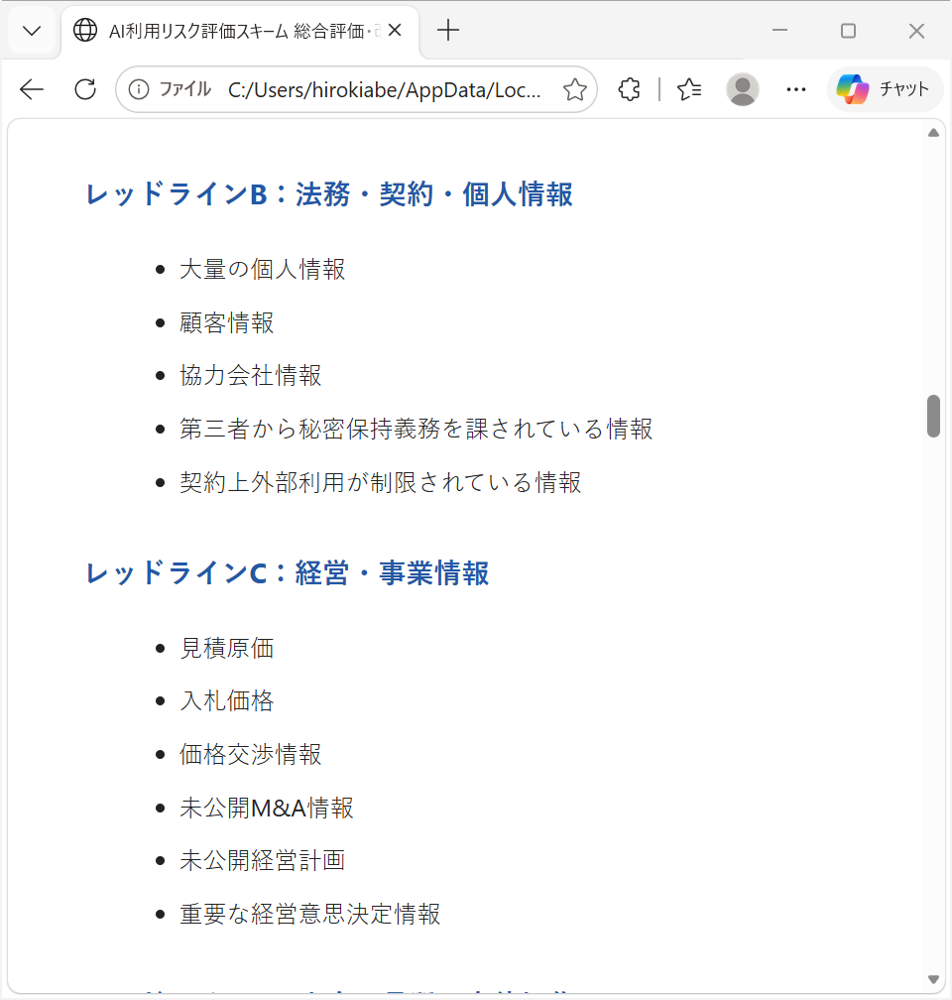 AI利用リスク評価スキーム 総合評価・
ファイル C:/Users/hirokiabe/AppData/Loc...
チャット
レッドラインB：法務・契約・個人情報
大量の個人情報
顧客情報
協力会社情報
第三者から秘密保持義務を課されている情報
契約上外部利用が制限されている情報
レッドラインC：経営・事業情報
見積原価
入札価格
価格交渉情報
未公開M&A情報
未公開経営計画
重要な経営意思決定情報